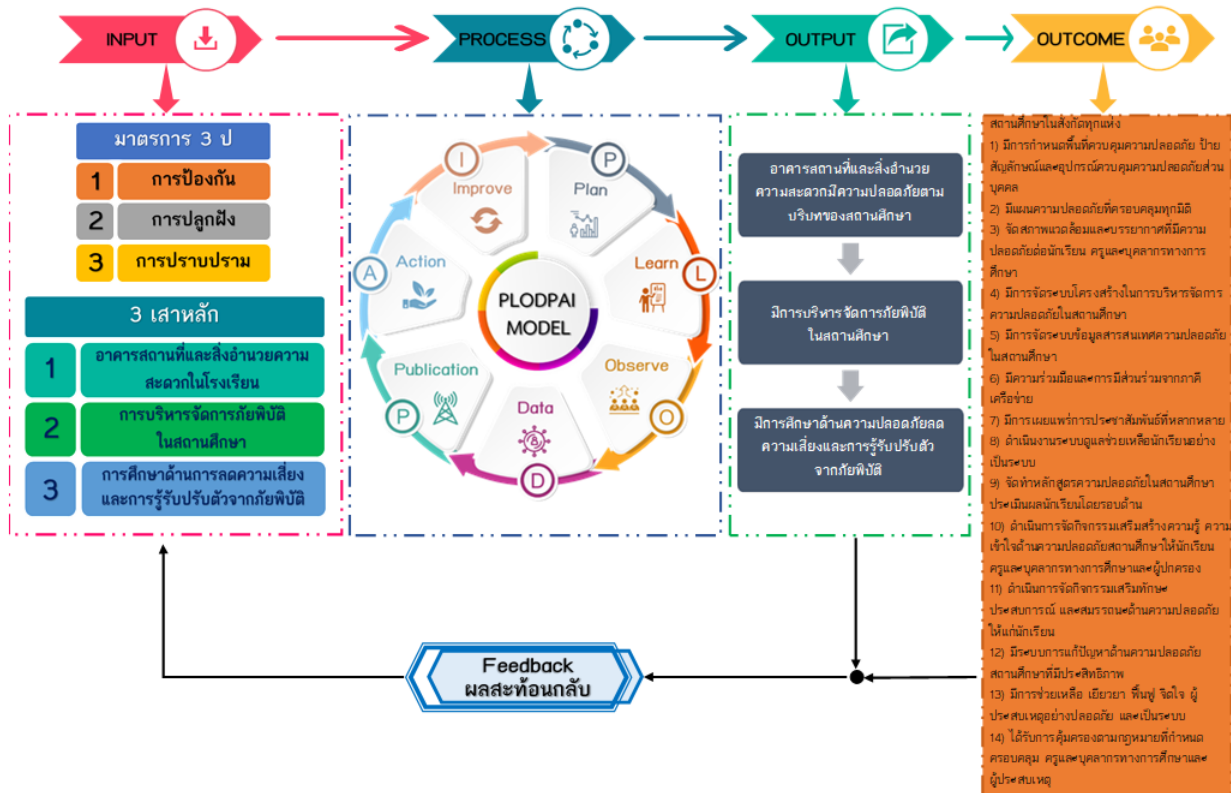 INPUT
PROCESS
OUTPUT
OUTCOME
มาตรการ 3 ป
1 การป้องกัน
2 การปลูกฝัง
3 การปราบปราม
3 เสาหลัก
1 อาคารสถานที่และสิ่งอำนวยความ
สะดวกในโรงเรียน
2 การบริหารจัดการภัยพิบัติ
ในสถานศึกษา
3 การศึกษาด้านการลดความเสี่ยง
และการรู้รับปรับตัวจากภัยพิบัติ
PLODPAI
MODEL
P
Plan
L
Learn
O
Observe
D
Data
P
Publication
A
Action
I
Improve
อาคารสถานที่และสิ่งอำนวย
ความสะดวกมีความปลอดภัยตาม
บริบทของสถานศึกษา
มีการบริหารจัดการภัยพิบัติ
ในสถานศึกษา
มีการศึกษาด้านความปลอดภัยลด
ความเสี่ยงและการรู้รับปรับตัว
จากภัยพิบัติ
สถานศึกษาในสังกัดทุกแห่ง
1) มีการกำหนดพื้นที่ควบคุมความปลอดภัย ป้าย
สัญลักษณ์และอุปกรณ์ควบคุมความปลอดภัยส่วน
บุคคล
2) มีแผนความปลอดภัยที่ครอบคลุมทุกมิติ
3) จัดสภาพแวดล้อมและบรรยากาศที่มีความ
ปลอดภัยต่อนักเรียน ครูและบุคลากรทางการ
ศึกษา
4) มีการจัดระบบโครงสร้างในการบริหารจัดการ
ความปลอดภัยในสถานศึกษา
5) มีการจัดระบบข้อมูลสารสนเทศความปลอดภัย
ในสถานศึกษา
6) มีความร่วมมือและการมีส่วนร่วมจากภาคี
เครือข่าย
7) มีการเผยแพร่การประชาสัมพันธ์ที่หลากหลาย
8) ดำเนินงานระบบดูแลช่วยเหลือนักเรียนอย่าง
เป็นระบบ
9) จัดทำหลักสูตรความปลอดภัยในสถานศึกษา
ประเมินผลนักเรียนโดยรอบด้าน
10) ดำเนินการจัดกิจกรรมเสริมสร้างความรู้ ความ
เข้าใจด้านความปลอดภัยสถานศึกษาให้นักเรียน
ครูและบุคลากรทางการศึกษาและผู้ปกครอง
11) ดำเนินการจัดกิจกรรมเสริมทักษะ
ประสบการณ์ และสมรรถนะด้านความปลอดภัย
ให้แก่นักเรียน
12) มีระบบการแก้ปัญหาด้านความปลอดภัย
สถานศึกษาที่มีประสิทธิภาพ
13) มีการช่วยเหลือ เยียวยา ฟื้นฟู จิตใจ ผู้
ประสบเหตุอย่างปลอดภัย และเป็นระบบ
14) ได้รับการคุ้มครองตามกฎหมายที่กำหนด
ครอบคลุม ครูและบุคลากรทางการศึกษาและ
ผู้ประสบเหตุ
Feedback
ผลสะท้อนกลับ